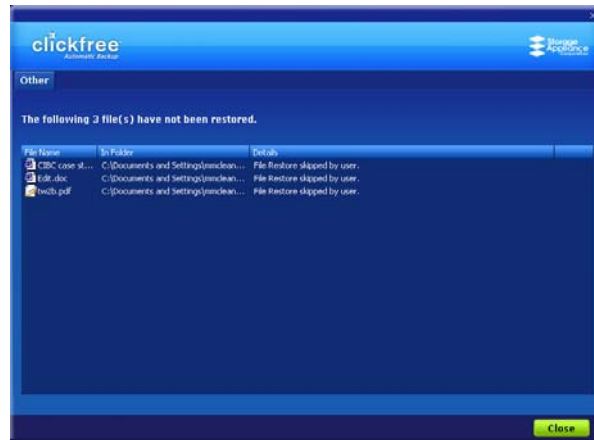 clickfree
Automatic Backup
Storage
Appliance
Corporation
Other
The following 3 file(s) have not been restored.
File Name In Folder Details
CIBC case st... C:\Documents and Settings\mmclean... File Restore skipped by user.
Edit.doc C:\Documents and Settings\mmclean... File Restore skipped by user.
tw2b.pdf C:\Documents and Settings\mmclean... File Restore skipped by user.
Close